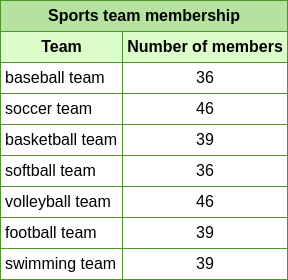 Sports team membership
Team Number of members
baseball team 36
soccer team 46
basketball team 39
softball team 36
volleyball team 46
football team 39
swimming team 39